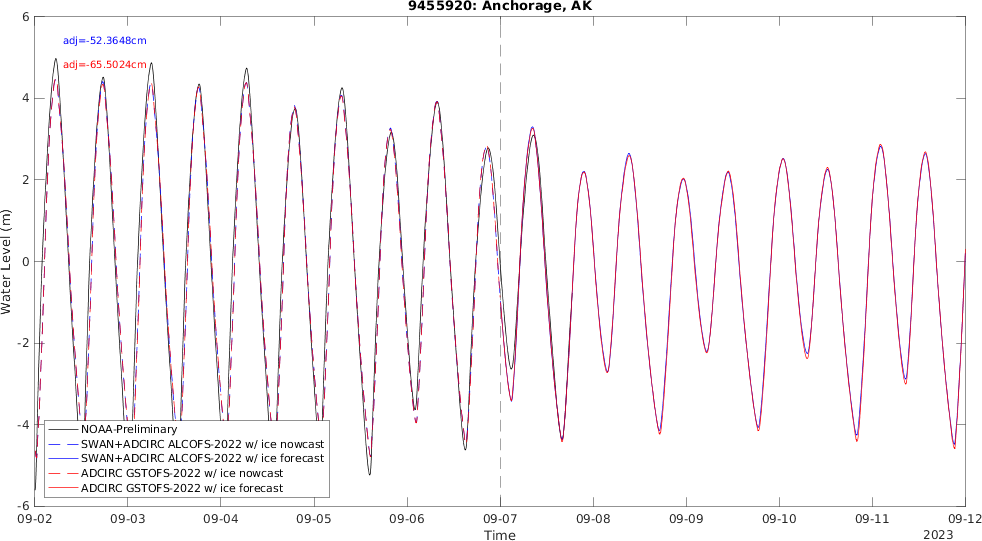 9455920: Anchorage, AK
adj=-52.3648cm
adj=-65.5024cm
Water Level (m)
6
4
2
0
-2
-4
-6
NOAA-Preliminary
SWAN+ADCIRC ALCOFS-2022 w/ ice nowcast
SWAN+ADCIRC ALCOFS-2022 w/ ice forecast
ADCIRC GSTOFS-2022 w/ ice nowcast
ADCIRC GSTOFS-2022 w/ ice forecast
09-02 09-03 09-04 09-05 09-06 09-07 09-08 09-09 09-10 09-11 09-12
Time
2023